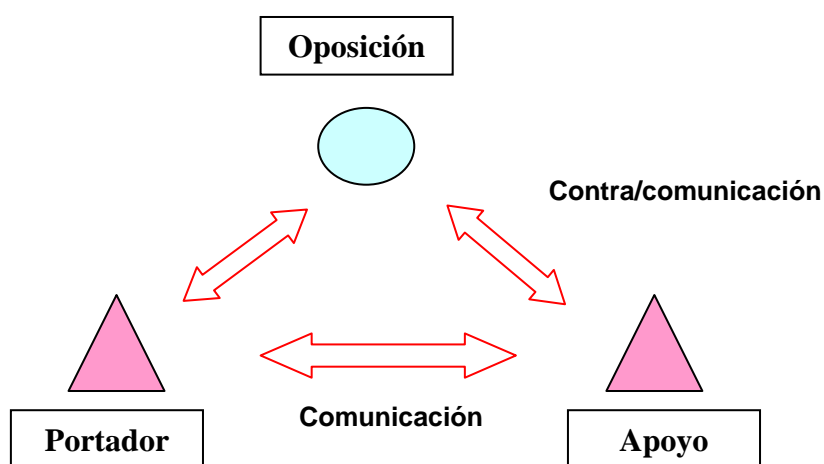 Oposición
Contra/comunicación
Comunicación
Portador
Apoyo